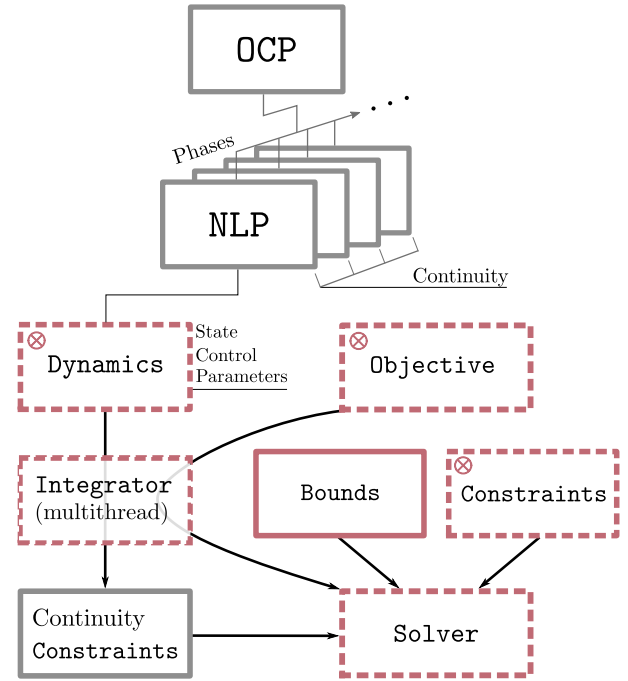 OCP
Phases
NLP
Continuity
State
Control
Parameters
Dynamics
Objective
Integrator
(multithread)
Bounds
Constraints
Continuity
Constraints
Solver